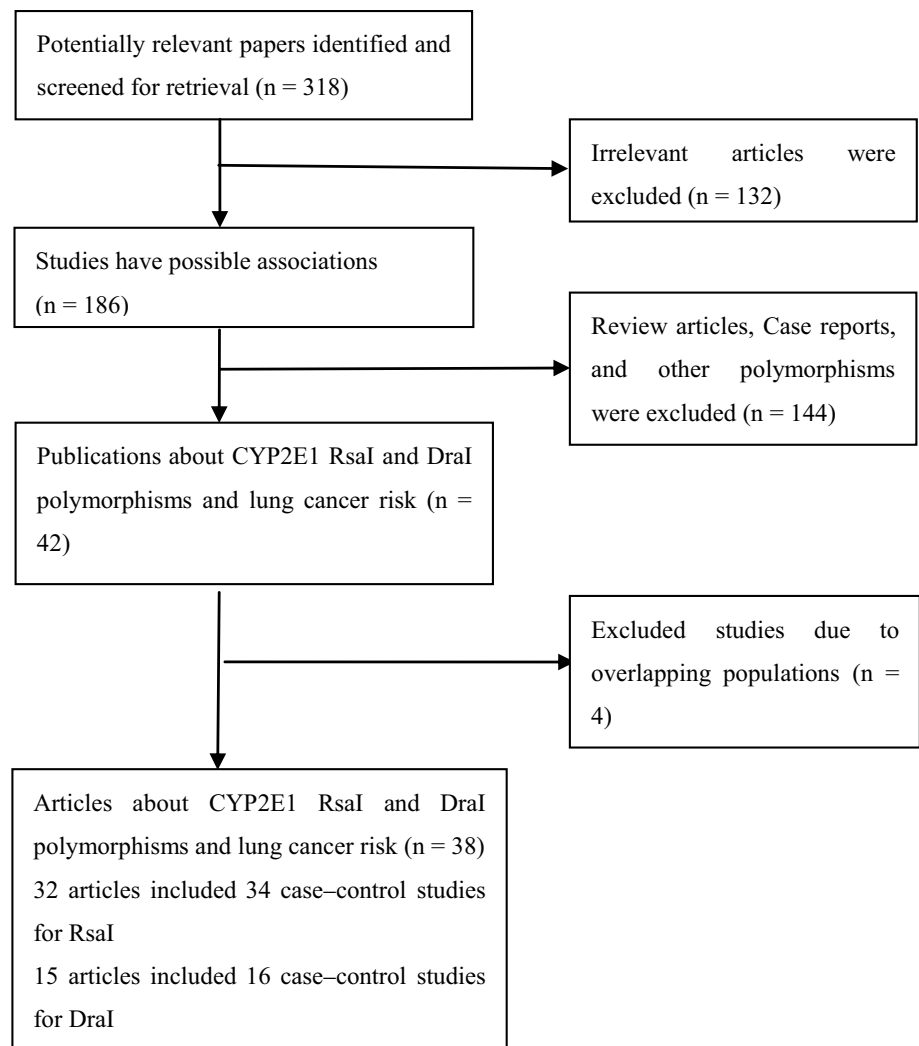 Potentially relevant papers identified and
screened for retrieval (n = 318)
Irrelevant articles were
excluded (n = 132)
Studies have possible associations
(n = 186)
Review articles, Case reports,
and other polymorphisms
were excluded (n = 144)
Publications about CYP2E1 RsaI and DraI
polymorphisms and lung cancer risk (n =
42)
Excluded studies due to
overlapping populations (n =
4)
Articles about CYP2E1 RsaI and DraI
polymorphisms and lung cancer risk (n = 38)
32 articles included 34 case–control studies
for RsaI
15 articles included 16 case–control studies
for DraI